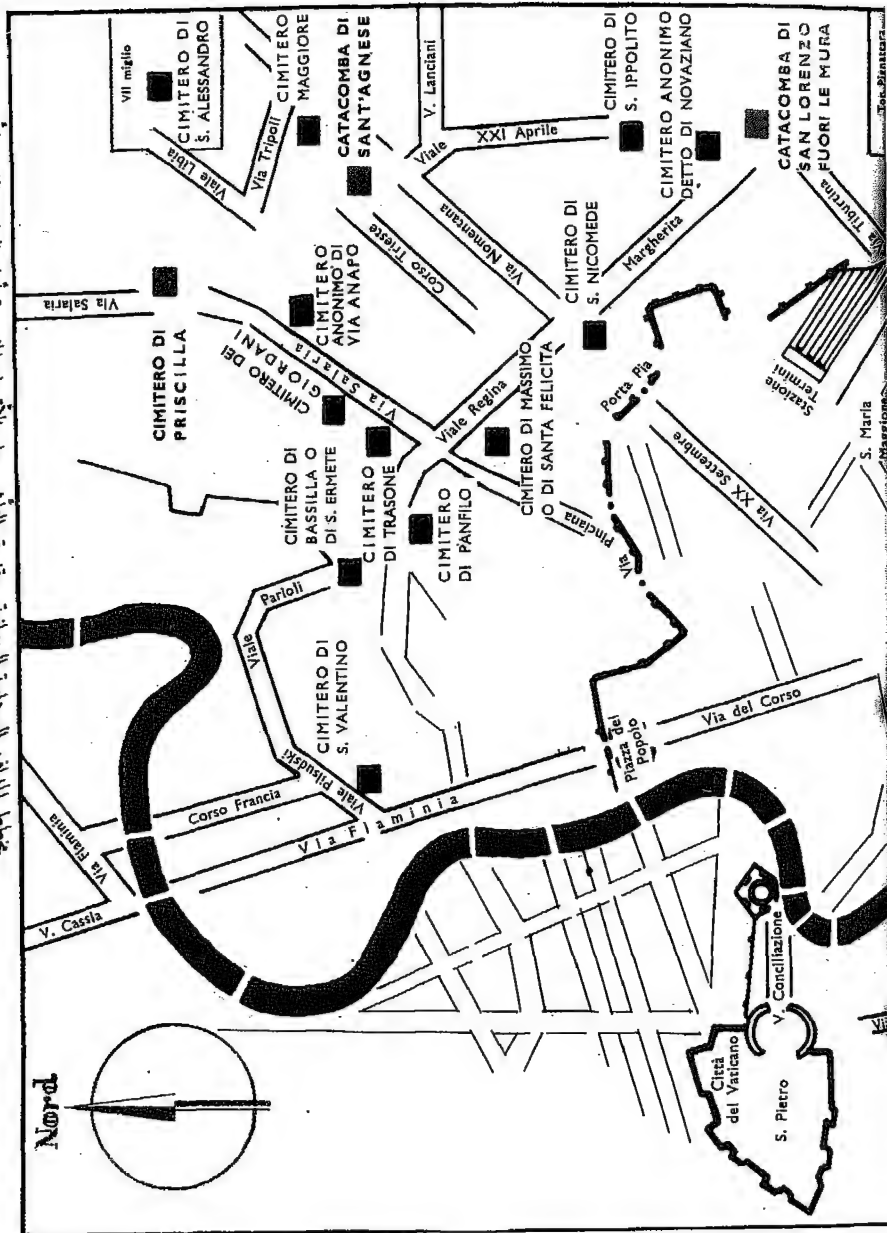 Nord
V. Cassia
Via Flaminia
Corso Francia
Via Flaminia
Viale Pilsudski
Viale
Parioli
CIMITERO DI
S. VALENTINO
CIMITERO DI
BASSILLA O
DI S. ERMETE
CIMITERO
DI TRASONE
CIMITERO
DI PANFILO
CIMITERO DEI
GIORDANI
Via
Salaria
CIMITERO
ANONIMO DI
VIA ANAPO
Via Salaria
CIMITERO DI
PRISCILLA
VII miglio
CIMITERO DI
S. ALESSANDRO
Viale Libia
Via Tripoli
CIMITERO
MAGGIORE
CATACOMBA DI
SANT'AGNESE
Corso Trieste
Via Nomentana
V. Lanciani
Viale
XXI Aprile
CIMITERO DI
S. IPPOLITO
CIMITERO ANONIMO
DETTO DI NOVAZIANO
CATACOMBA DI
SAN LORENZO
FUORI LE MURA
CIMITERO DI
S. NICOMEDE
Viale Regina
Margherita
CIMITERO DI MASSIMO
O DI SANTA FELICITA
Via
Pinciana
Porta Pia
Via XX Settembre
Stazione
Termini
Via Tiburtina
S. Maria
Maggiore
Piazza del
Popolo
Via del Corso
V. Conciliazione
Città
del Vaticano
S. Pietro